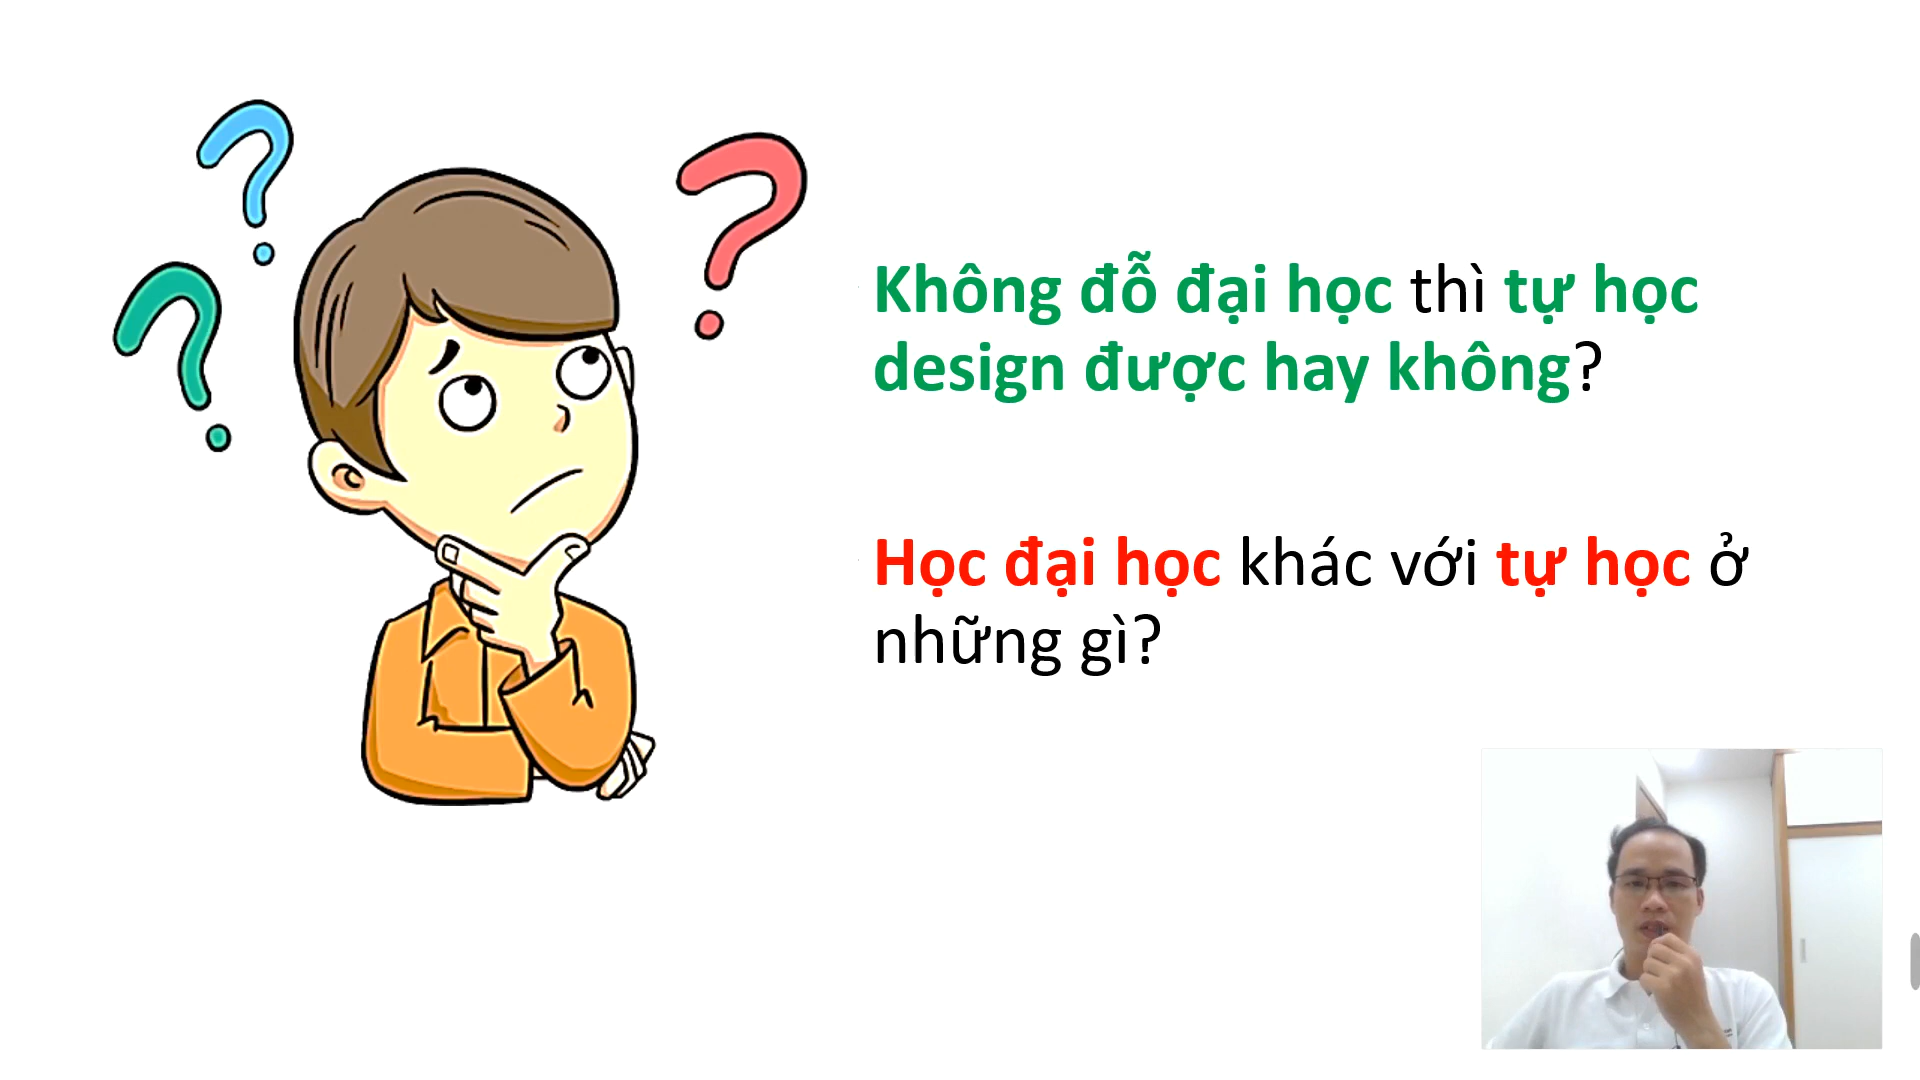 Không đỗ đại học thì tự học
design được hay không?
Học đại học khác với tự học ở
những gì?